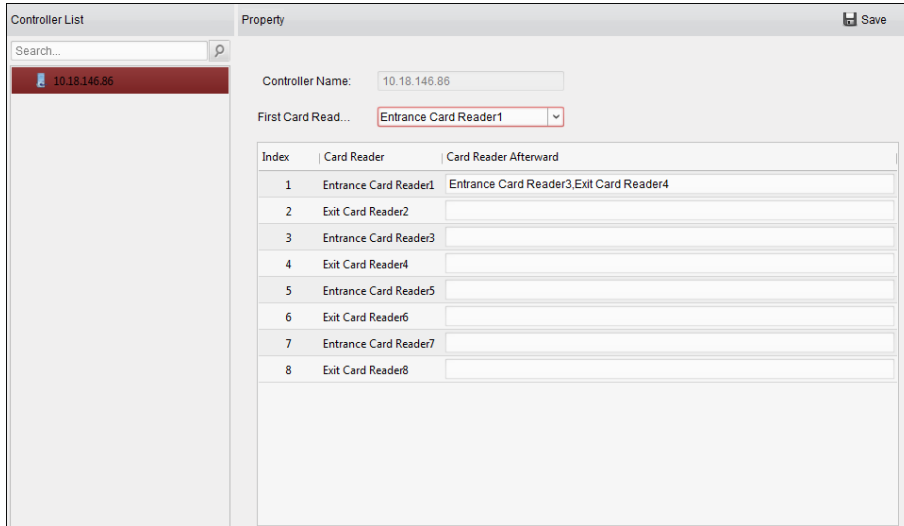 Controller List Property Save
Search...
10.18.146.86
Controller Name: 10.18.146.86
First Card Read... Entrance Card Reader1
Index Card Reader Card Reader Afterward
1 Entrance Card Reader1 Entrance Card Reader3,Exit Card Reader4
2 Exit Card Reader2
3 Entrance Card Reader3
4 Exit Card Reader4
5 Entrance Card Reader5
6 Exit Card Reader6
7 Entrance Card Reader7
8 Exit Card Reader8